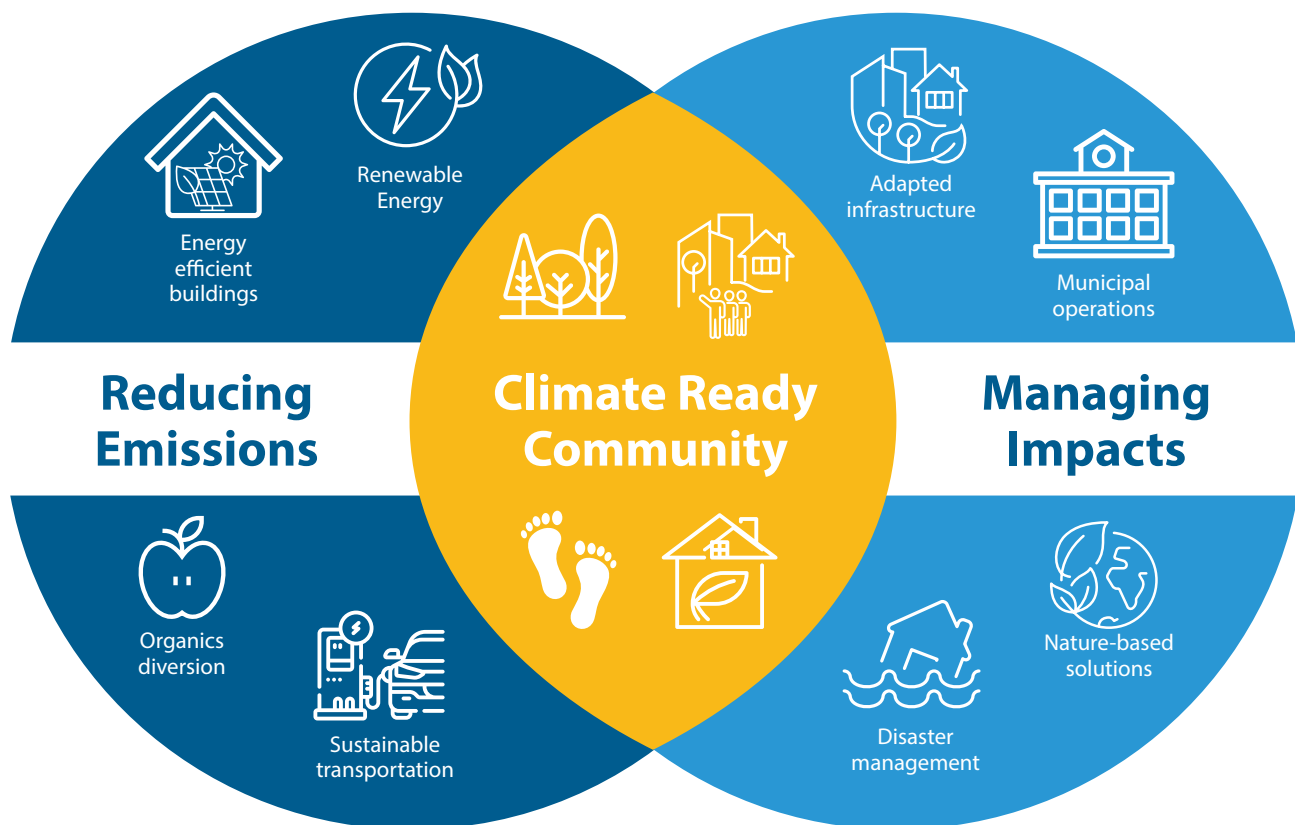 Renewable
Energy
Energy
efficient
buildings
Reducing
Emissions
Organics
diversion
Sustainable
transportation
Climate Ready
Community
Adapted
infrastructure
Municipal
operations
Managing
Impacts
Nature-based
solutions
Disaster
management